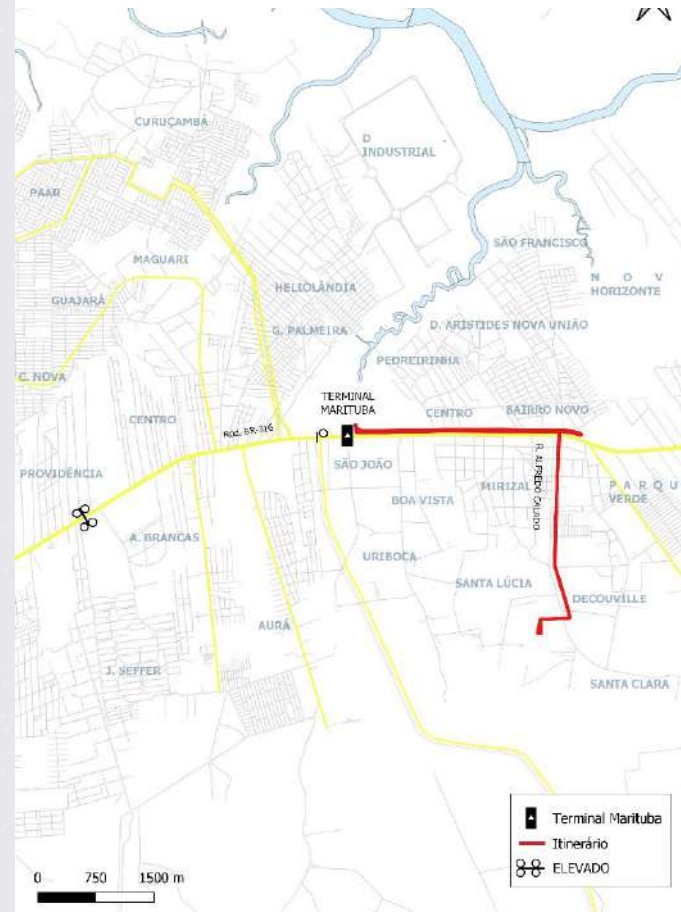 CURUÇAMBÁ
D
INDUSTRIAL
PAAR
SÃO FRANCISCO
MAGUARI
HELIOLÂNDIA
N O V
HORIZONTE
GUAJARÁ
G. PALMEIRA
D. ARISTIDES NOVA UNIÃO
PEDREIRINHA
C. NOVA
TERMINAL
MARITUBA
CENTRO
CENTRO
BAIRRO NOVO
Rod. BR-316
PROVIDÊNCIA
SÃO JOÃO
R. ALFREDO CALADO
MIRIZAL
P A R Q U
VERDE
BOA VISTA
A. BRANCAS
URIBOCA
SANTA LÚCIA
DECOUVILLE
AURÁ
J. SEFFER
SANTA CLARA
Terminal Marituba
Itinerário
ELEVADO
0 750 1500 m